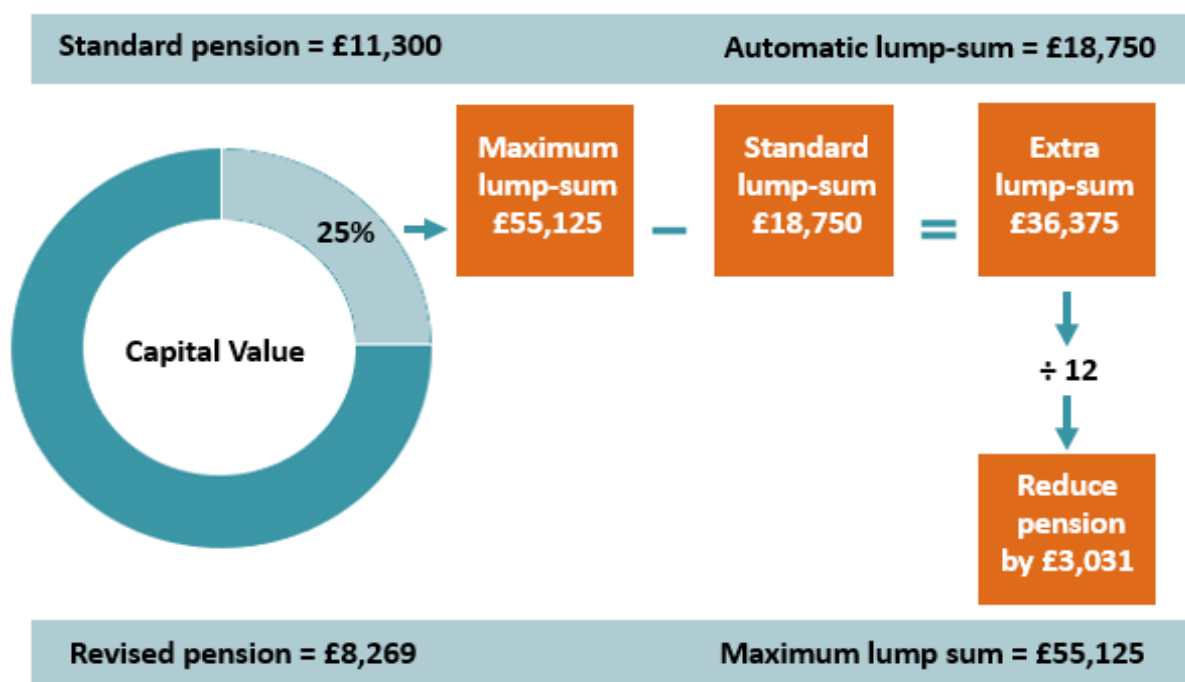 Standard pension = £11,300
Automatic lump-sum = £18,750
Maximum
lump-sum
£55,125
–
Standard
lump-sum
£18,750
=
Extra
lump-sum
£36,375
25%
Capital Value
÷ 12
Reduce
pension
by £3,031
Revised pension = £8,269
Maximum lump sum = £55,125